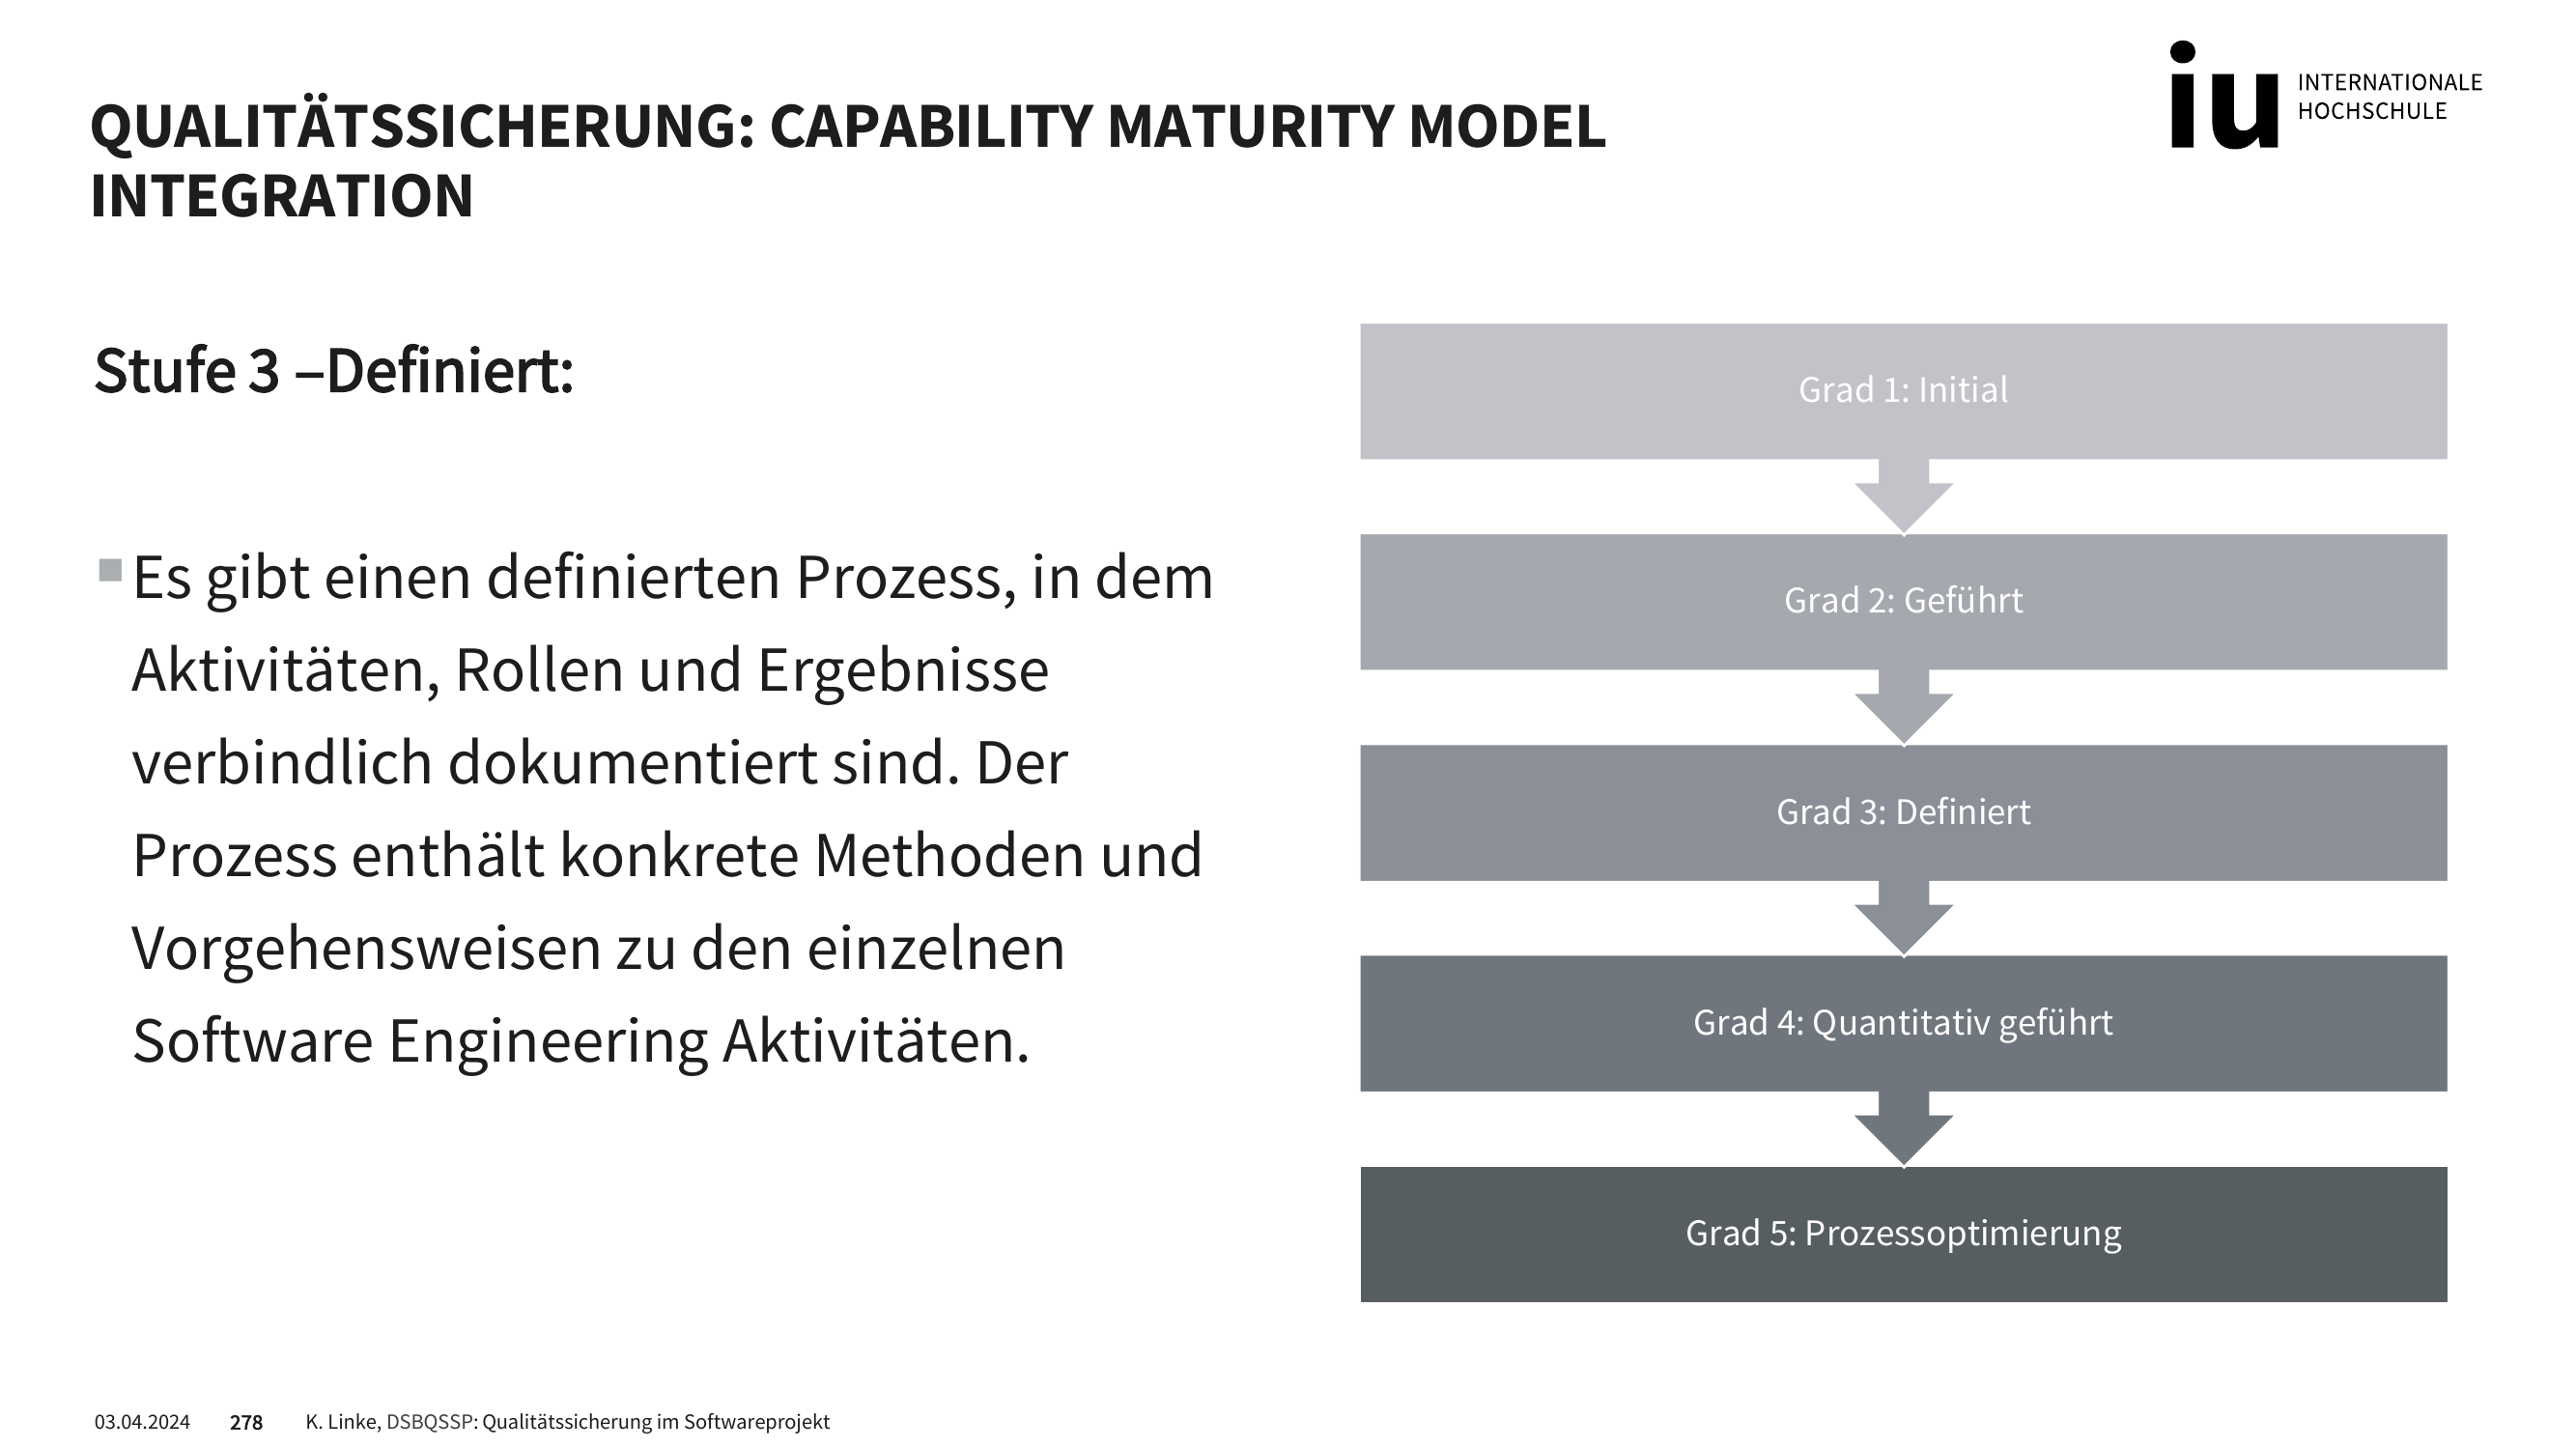 QUALITÄTSSICHERUNG: CAPABILITY MATURITY MODEL
INTEGRATION
iu INTERNATIONALE
HOCHSCHULE
Stufe 3 –Definiert:
Es gibt einen definierten Prozess, in dem
Aktivitäten, Rollen und Ergebnisse
verbindlich dokumentiert sind. Der
Prozess enthält konkrete Methoden und
Vorgehensweisen zu den einzelnen
Software Engineering Aktivitäten.
Grad 1: Initial
Grad 2: Geführt
Grad 3: Definiert
Grad 4: Quantitativ geführt
Grad 5: Prozessoptimierung
03.04.2024 278 K. Linke, DSBQSSP: Qualitätssicherung im Softwareprojekt